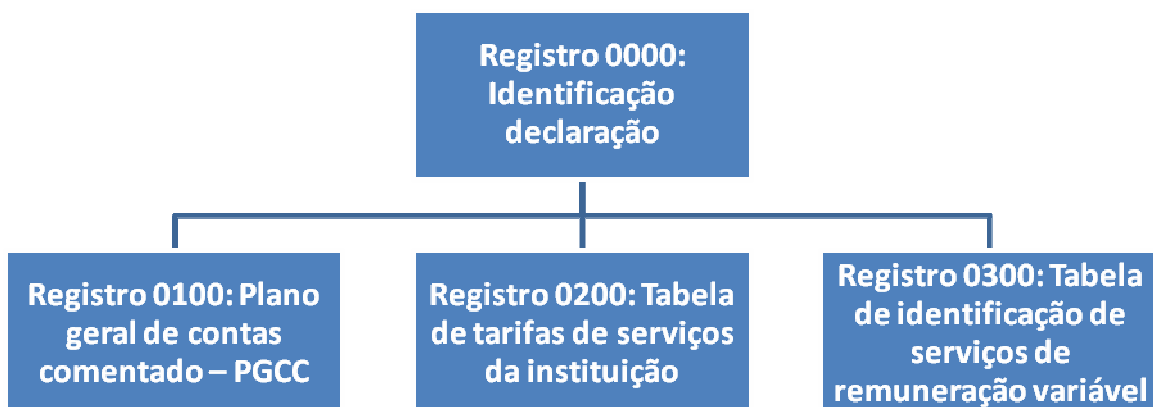 Registro 0000:
Identificação
declaração
Registro 0100: Plano
geral de contas
comentado – PGCC
Registro 0200: Tabela
de tarifas de serviços
da instituição
Registro 0300: Tabela
de identificação de
serviços de
remuneração variável